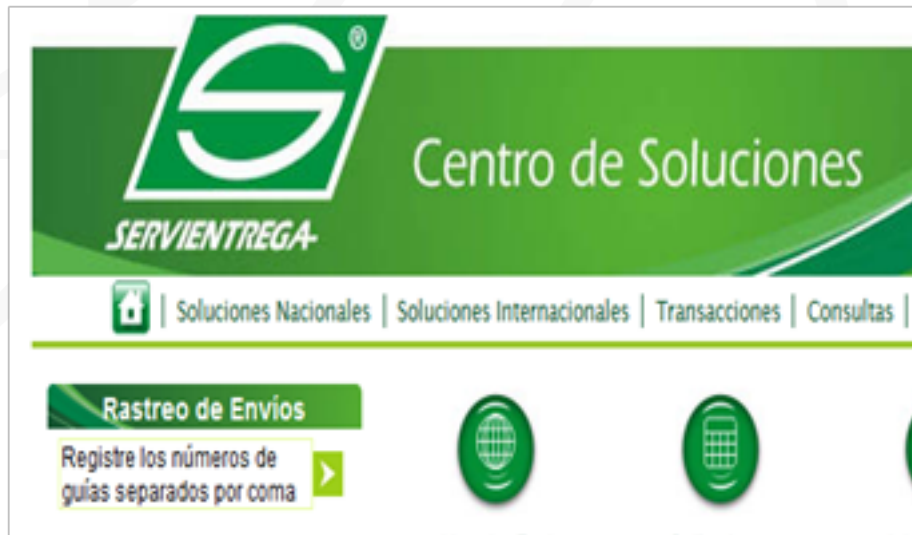 ®
SERVIENTREGA
Centro de Soluciones
| Soluciones Nacionales | Soluciones Internacionales | Transacciones | Consultas |
Rastreo de Envíos
Registre los números de
guías separados por coma